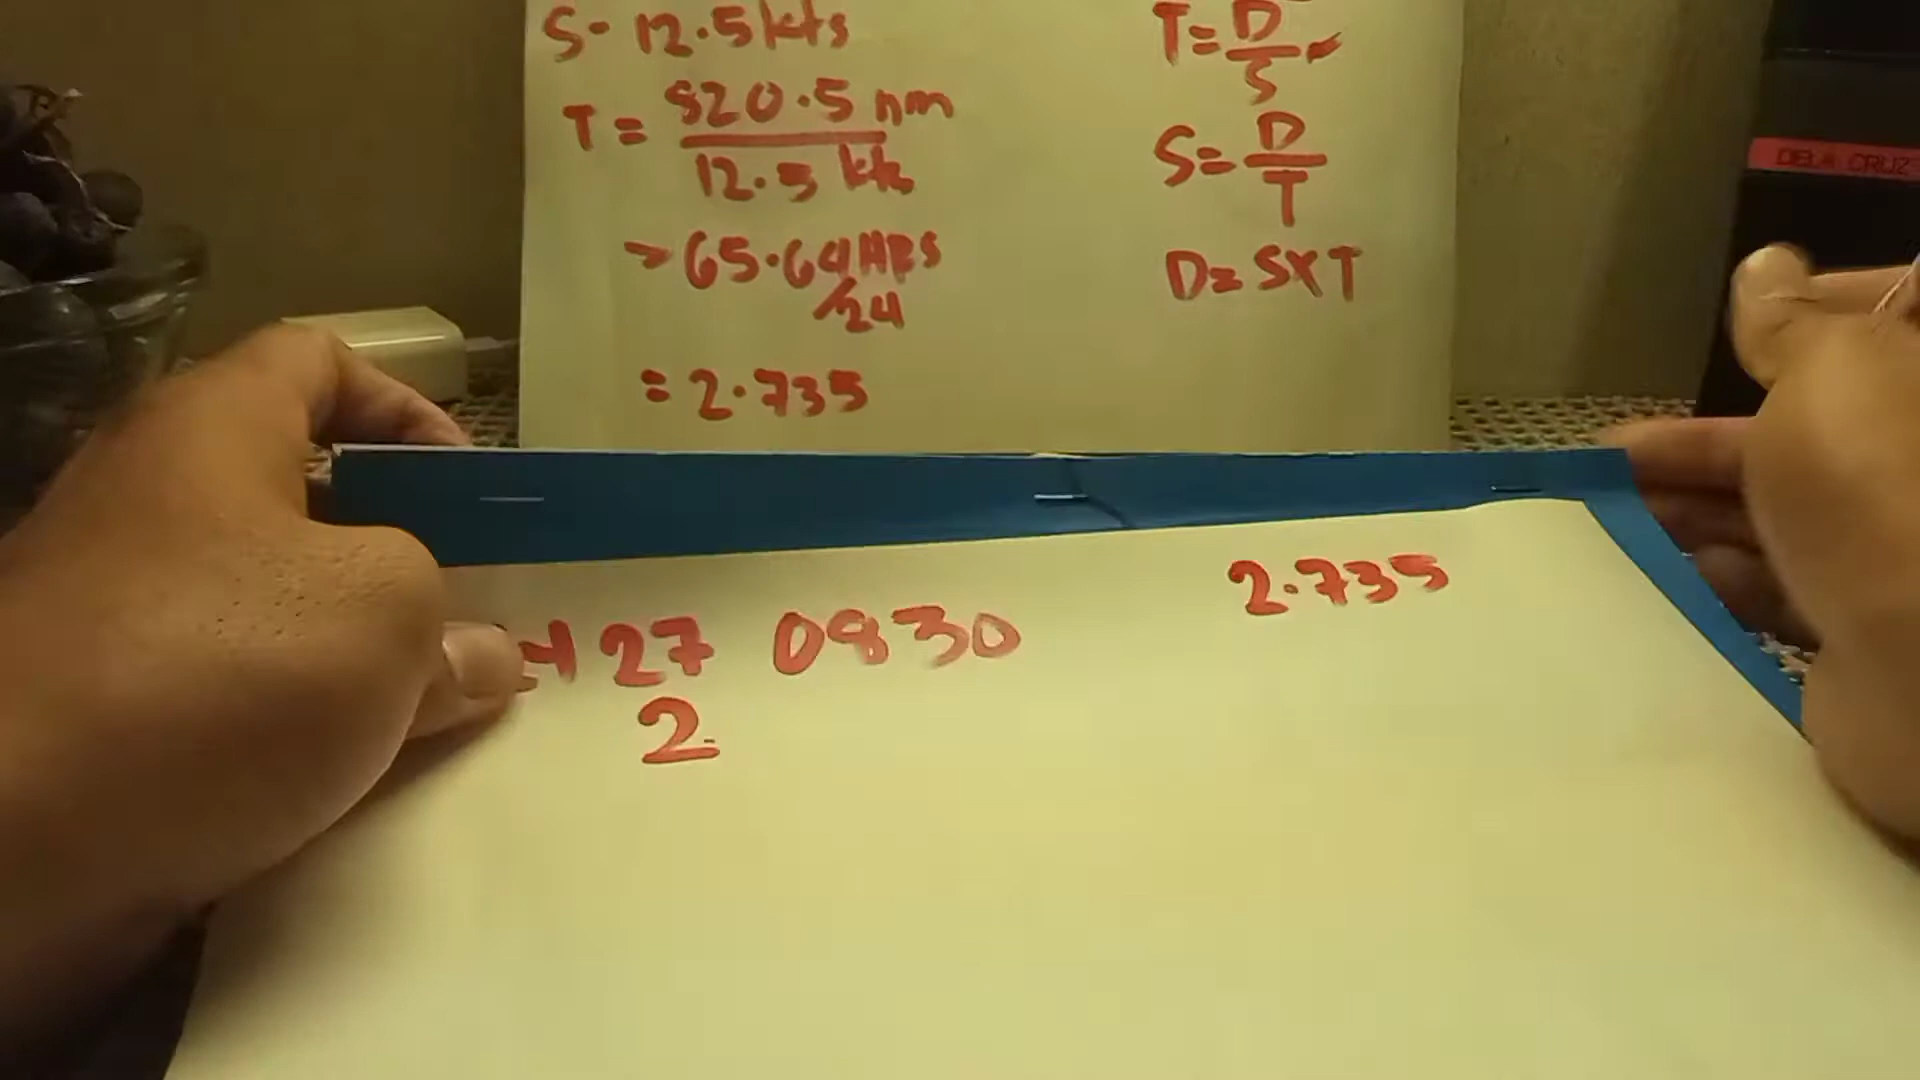 S- 12.5 kts
T = 820.5 nm
12.5 kts
→ 65.64 HRS
/24
= 2.735
T = D
S
S = D
T
D = S X T
DELA CRUZ
27 0830
2
2.735